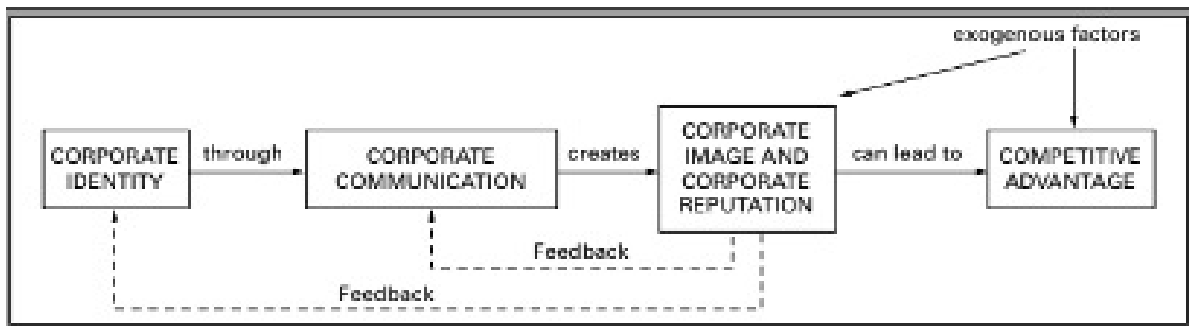 exogenous factors
CORPORATE
IDENTITY
through
CORPORATE
COMMUNICATION
creates
CORPORATE
IMAGE AND
CORPORATE
REPUTATION
can lead to
COMPETITIVE
ADVANTAGE
Feedback
Feedback